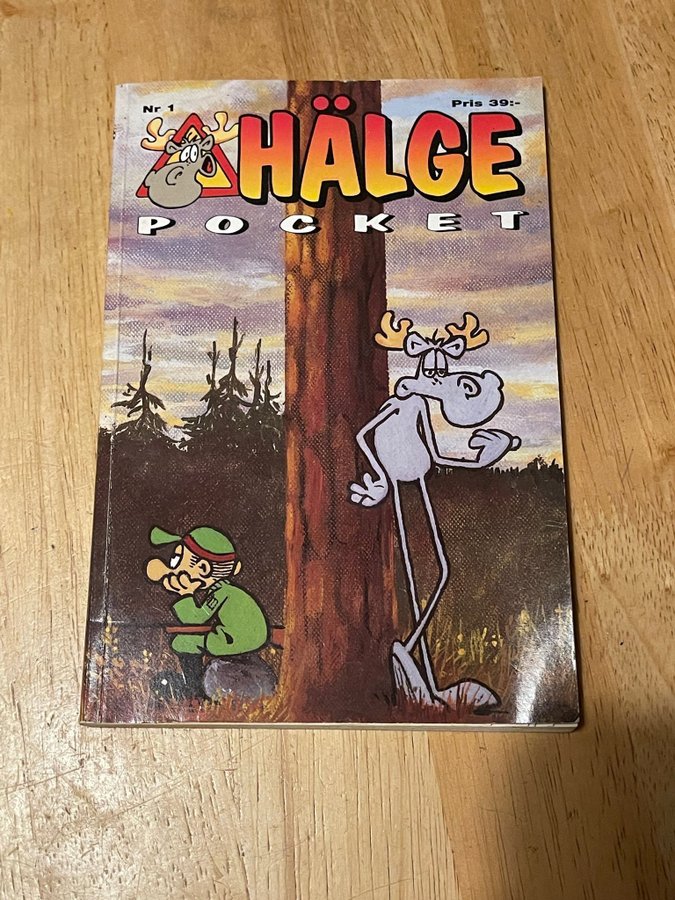 Nr 1
Pris 39:-
HÄLGE
POCKET